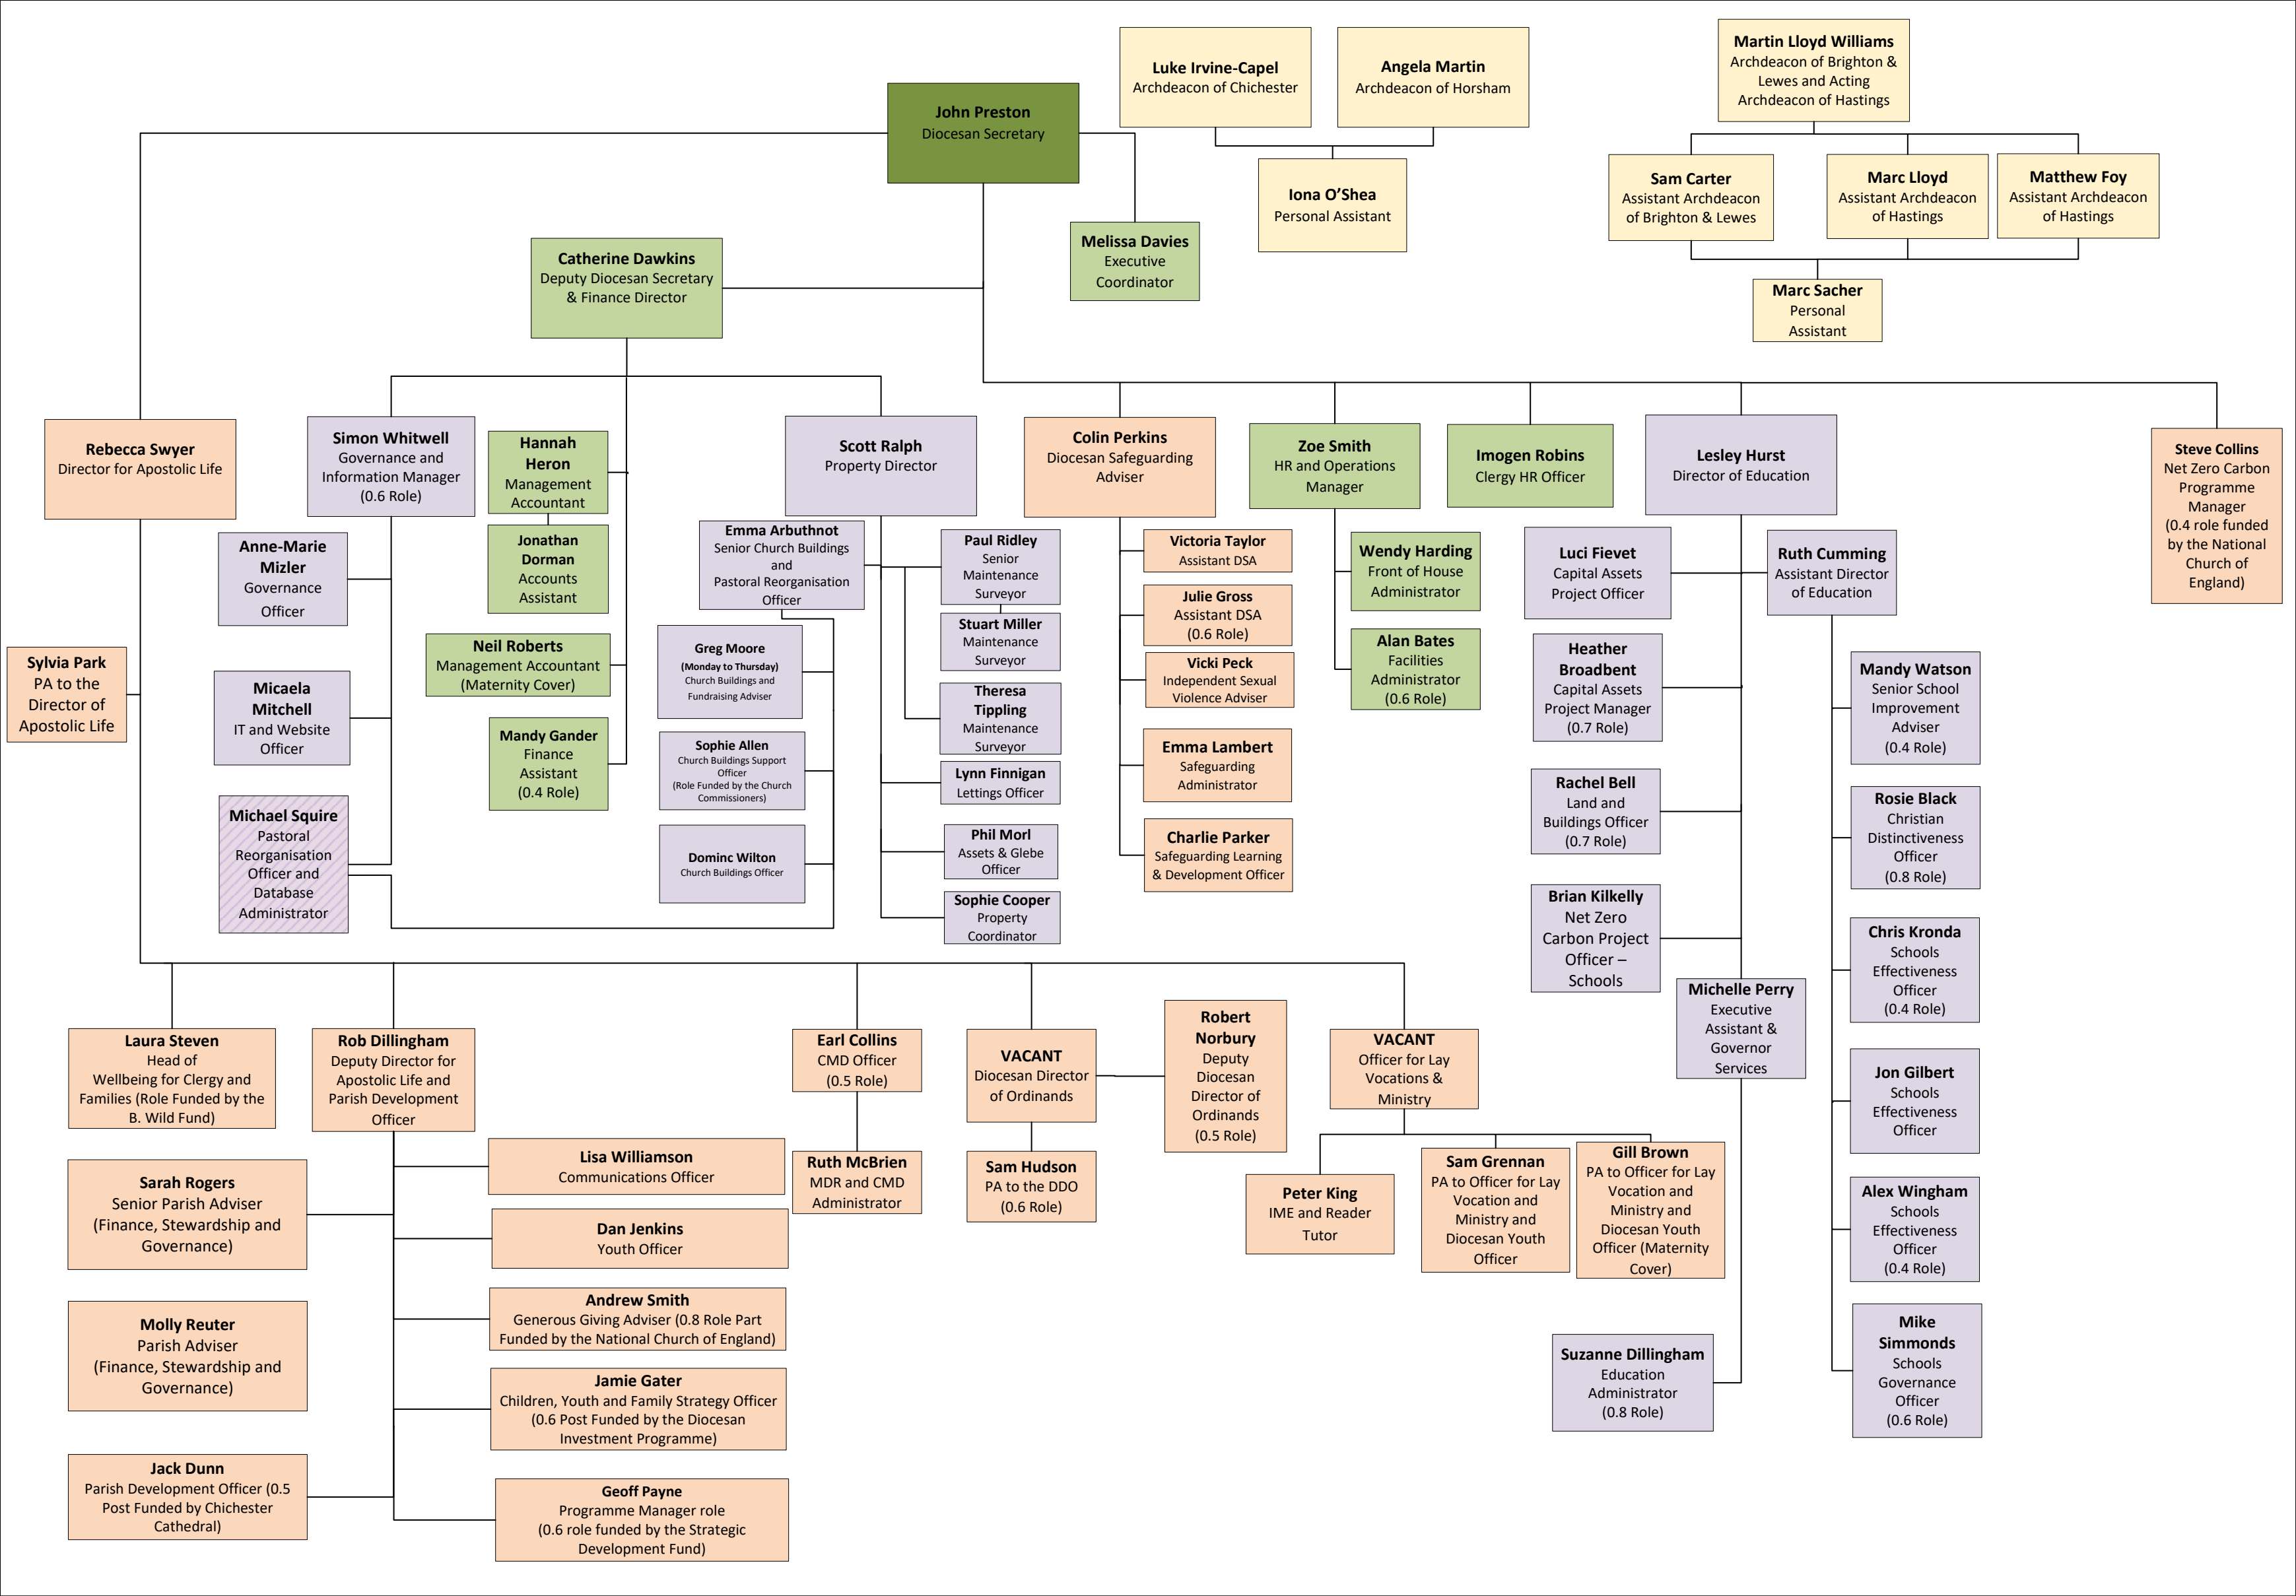 Luke Irvine-Capel
Archdeacon of Chichester
Angela Martin
Archdeacon of Horsham
Martin Lloyd Williams
Archdeacon of Brighton &
Lewes and Acting
Archdeacon of Hastings
John Preston
Diocesan Secretary
Iona O’Shea
Personal Assistant
Sam Carter
Assistant Archdeacon
of Brighton & Lewes
Marc Lloyd
Assistant Archdeacon
of Hastings
Matthew Foy
Assistant Archdeacon
of Hastings
Melissa Davies
Executive
Coordinator
Catherine Dawkins
Deputy Diocesan Secretary
& Finance Director
Marc Sacher
Personal
Assistant
Rebecca Swyer
Director for Apostolic Life
Simon Whitwell
Governance and
Information Manager
(0.6 Role)
Hannah
Heron
Management
Accountant
Scott Ralph
Property Director
Colin Perkins
Diocesan Safeguarding
Adviser
Zoe Smith
HR and Operations
Manager
Imogen Robins
Clergy HR Officer
Lesley Hurst
Director of Education
Steve Collins
Net Zero Carbon
Programme
Manager
(0.4 role funded
by the National
Church of
England)
Anne-Marie
Mizler
Governance
Officer
Jonathan
Dorman
Accounts
Assistant
Emma Arbuthnot
Senior Church Buildings
and
Pastoral Reorganisation
Officer
Paul Ridley
Senior
Maintenance
Surveyor
Victoria Taylor
Assistant DSA
Wendy Harding
Front of House
Administrator
Luci Fievet
Capital Assets
Project Officer
Ruth Cumming
Assistant Director
of Education
Sylvia Park
PA to the
Director of
Apostolic Life
Micaela
Mitchell
IT and Website
Officer
Neil Roberts
Management Accountant
(Maternity Cover)
Greg Moore
(Monday to Thursday)
Church Buildings and
Fundraising Adviser
Stuart Miller
Maintenance
Surveyor
Julie Gross
Assistant DSA
(0.6 Role)
Vicki Peck
Independent Sexual
Violence Adviser
Alan Bates
Facilities
Administrator
(0.6 Role)
Heather
Broadbent
Capital Assets
Project Manager
(0.7 Role)
Mandy Watson
Senior School
Improvement
Adviser
(0.4 Role)
Mandy Gander
Finance
Assistant
(0.4 Role)
Sophie Allen
Church Buildings Support
Officer
(Role Funded by the Church
Commissioners)
Theresa
Tippling
Maintenance
Surveyor
Lynn Finnigan
Lettings Officer
Emma Lambert
Safeguarding
Administrator
Rachel Bell
Land and
Buildings Officer
(0.7 Role)
Rosie Black
Christian
Distinctiveness
Officer
(0.8 Role)
Michael Squire
Pastoral
Reorganisation
Officer and
Database
Administrator
Dominc Wilton
Church Buildings Officer
Phil Morl
Assets & Glebe
Officer
Charlie Parker
Safeguarding Learning
& Development Officer
Sophie Cooper
Property
Coordinator
Brian Kilkelly
Net Zero
Carbon Project
Officer –
Schools
Chris Kronda
Schools
Effectiveness
Officer
(0.4 Role)
Michelle Perry
Executive
Assistant &
Governor
Services
Laura Steven
Head of
Wellbeing for Clergy and
Families (Role Funded by the
B. Wild Fund)
Rob Dillingham
Deputy Director for
Apostolic Life and
Parish Development
Officer
Earl Collins
CMD Officer
(0.5 Role)
VACANT
Diocesan Director
of Ordinands
Robert
Norbury
Deputy
Diocesan
Director of
Ordinands
(0.5 Role)
VACANT
Officer for Lay
Vocations &
Ministry
Jon Gilbert
Schools
Effectiveness
Officer
Sarah Rogers
Senior Parish Adviser
(Finance, Stewardship and
Governance)
Lisa Williamson
Communications Officer
Ruth McBrien
MDR and CMD
Administrator
Sam Hudson
PA to the DDO
(0.6 Role)
Peter King
IME and Reader
Tutor
Sam Grennan
PA to Officer for Lay
Vocation and
Ministry and
Diocesan Youth
Officer
Gill Brown
PA to Officer for Lay
Vocation and
Ministry and
Diocesan Youth
Officer (Maternity
Cover)
Alex Wingham
Schools
Effectiveness
Officer
(0.4 Role)
Dan Jenkins
Youth Officer
Molly Reuter
Parish Adviser
(Finance, Stewardship and
Governance)
Andrew Smith
Generous Giving Adviser (0.8 Role Part
Funded by the National Church of England)
Suzanne Dillingham
Education
Administrator
(0.8 Role)
Mike
Simmonds
Schools
Governance
Officer
(0.6 Role)
Jamie Gater
Children, Youth and Family Strategy Officer
(0.6 Post Funded by the Diocesan
Investment Programme)
Jack Dunn
Parish Development Officer (0.5
Post Funded by Chichester
Cathedral)
Geoff Payne
Programme Manager role
(0.6 role funded by the Strategic
Development Fund)